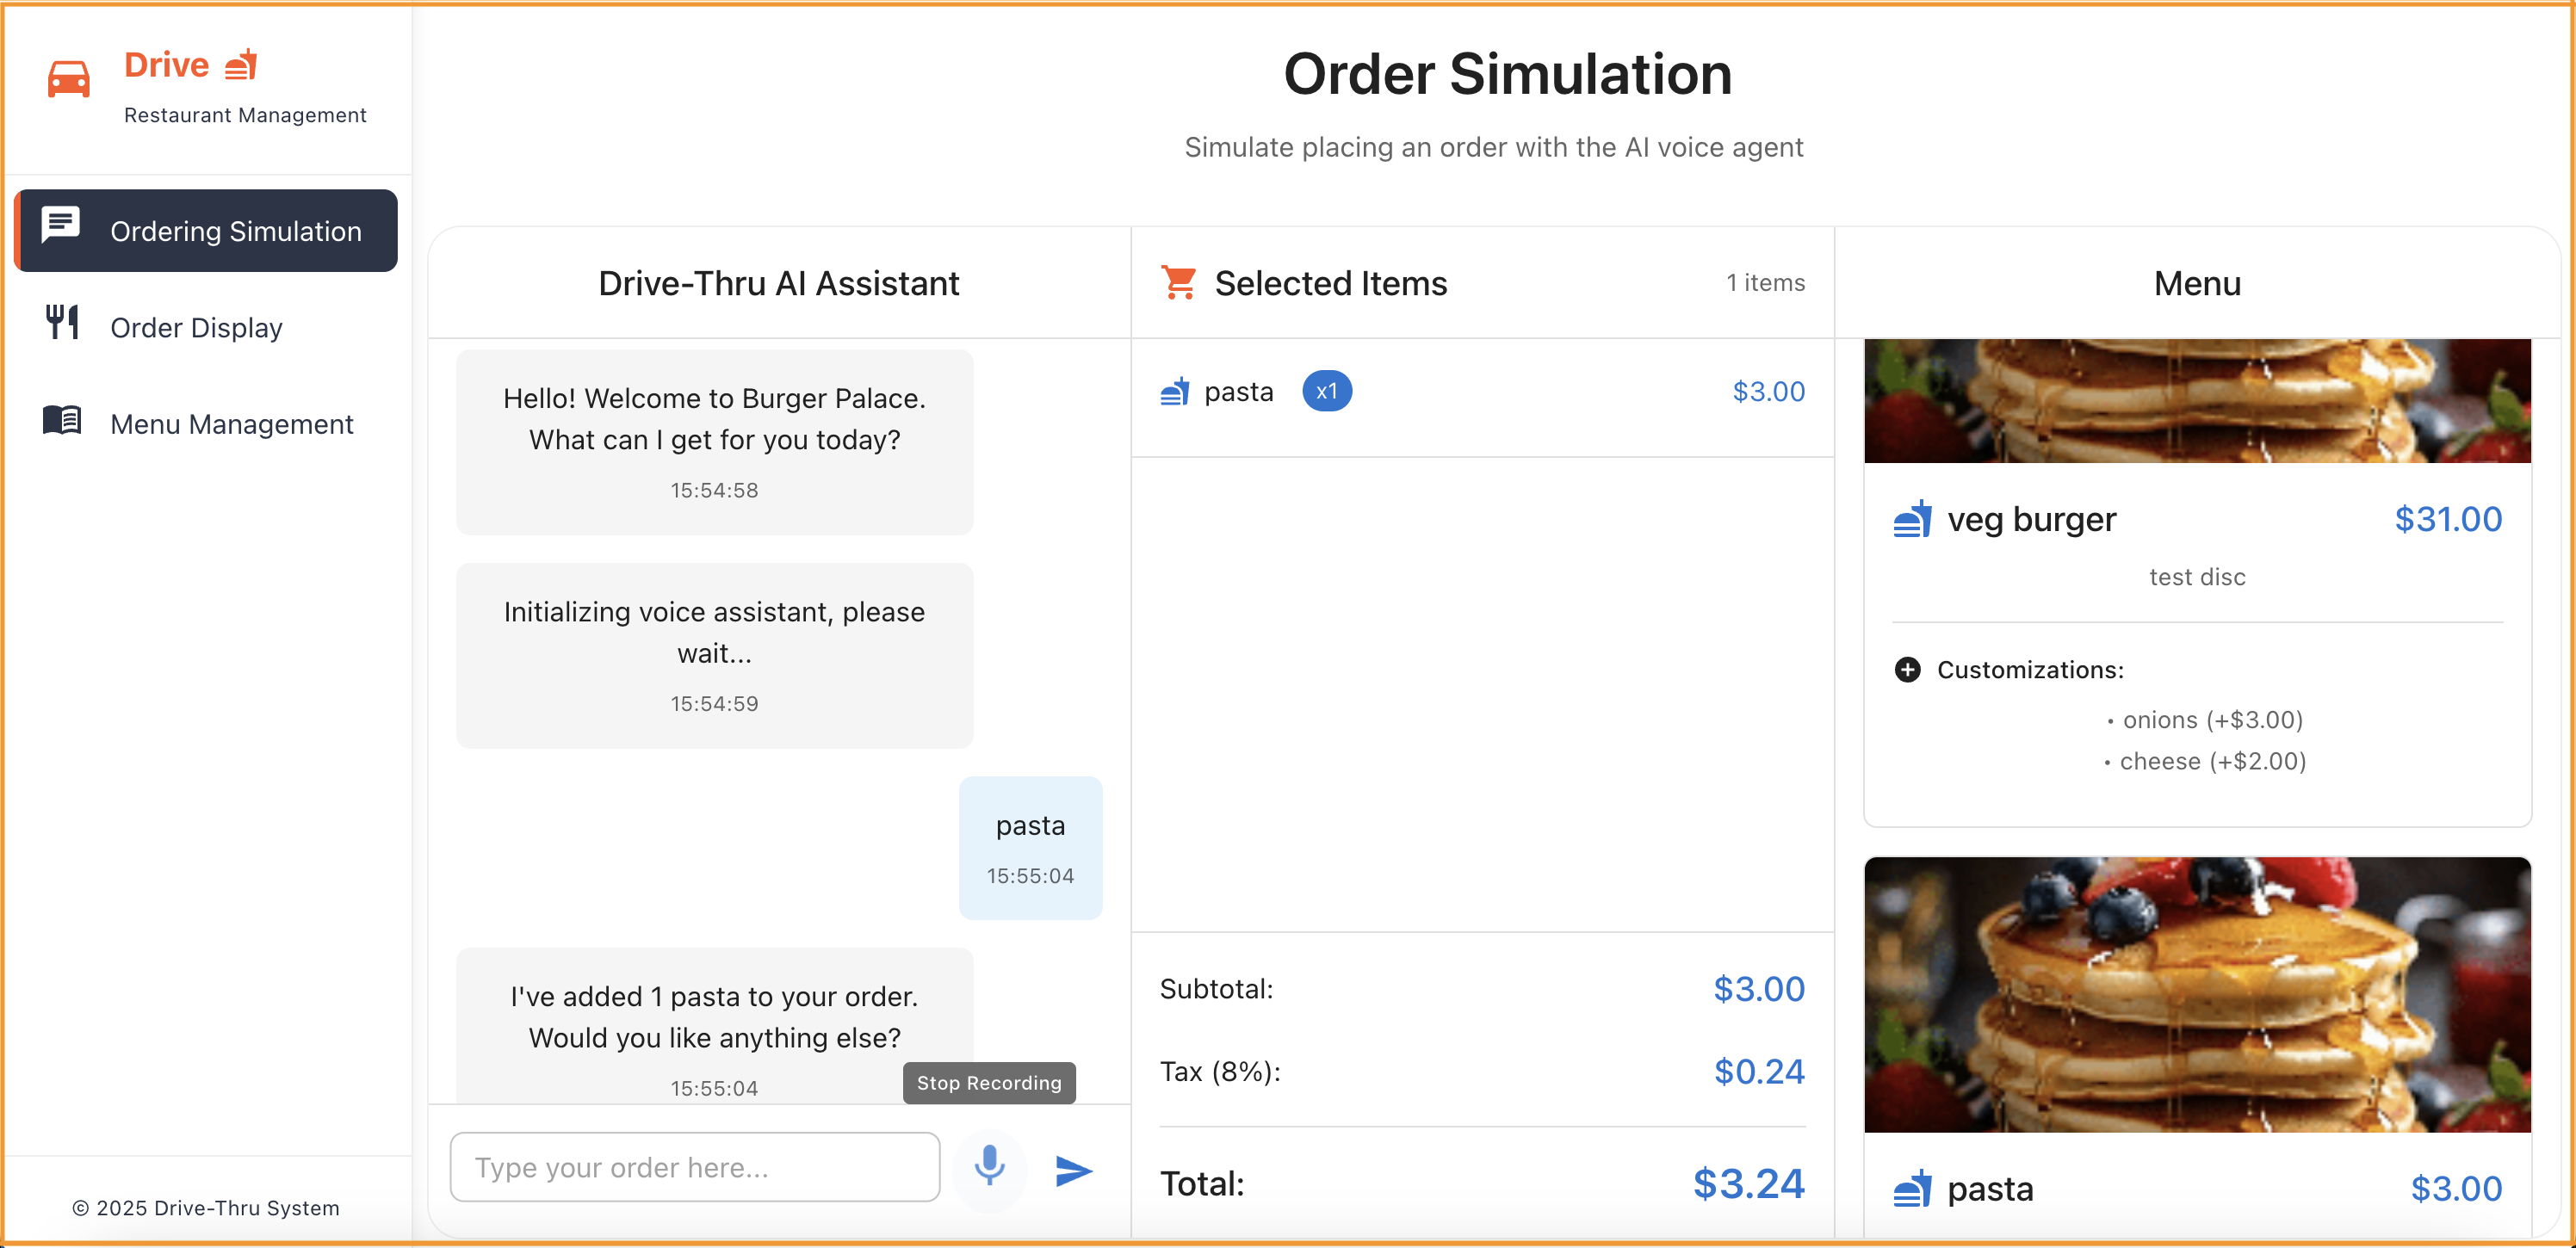 Drive
Restaurant Management
Ordering Simulation
Order Display
Menu Management
© 2025 Drive-Thru System
Order Simulation
Simulate placing an order with the AI voice agent
Drive-Thru AI Assistant
Hello! Welcome to Burger Palace.
What can I get for you today?
15:54:58
Initializing voice assistant, please
wait...
15:54:59
pasta
15:55:04
I've added 1 pasta to your order.
Would you like anything else?
15:55:04
Stop Recording
Type your order here...
Selected Items
1 items
pasta x1 $3.00
Subtotal: $3.00
Tax (8%): $0.24
Total: $3.24
Menu
veg burger $31.00
test disc
Customizations:
• onions (+$3.00)
• cheese (+$2.00)
pasta $3.00